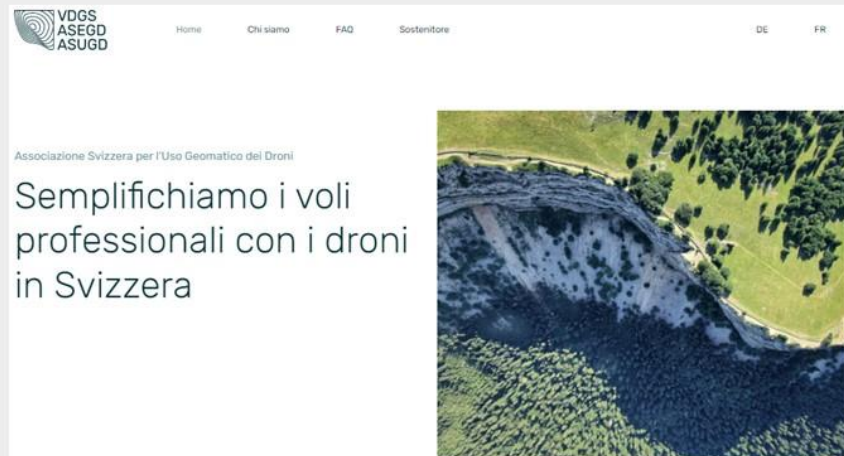 VDGS
ASEGD
ASUGD
Home
Chi siamo
FAQ
Sostenitore
DE
FR
Associazione Svizzera per l'Uso Geomatico dei Droni
Semplifichiamo i voli
professionali con i droni
in Svizzera